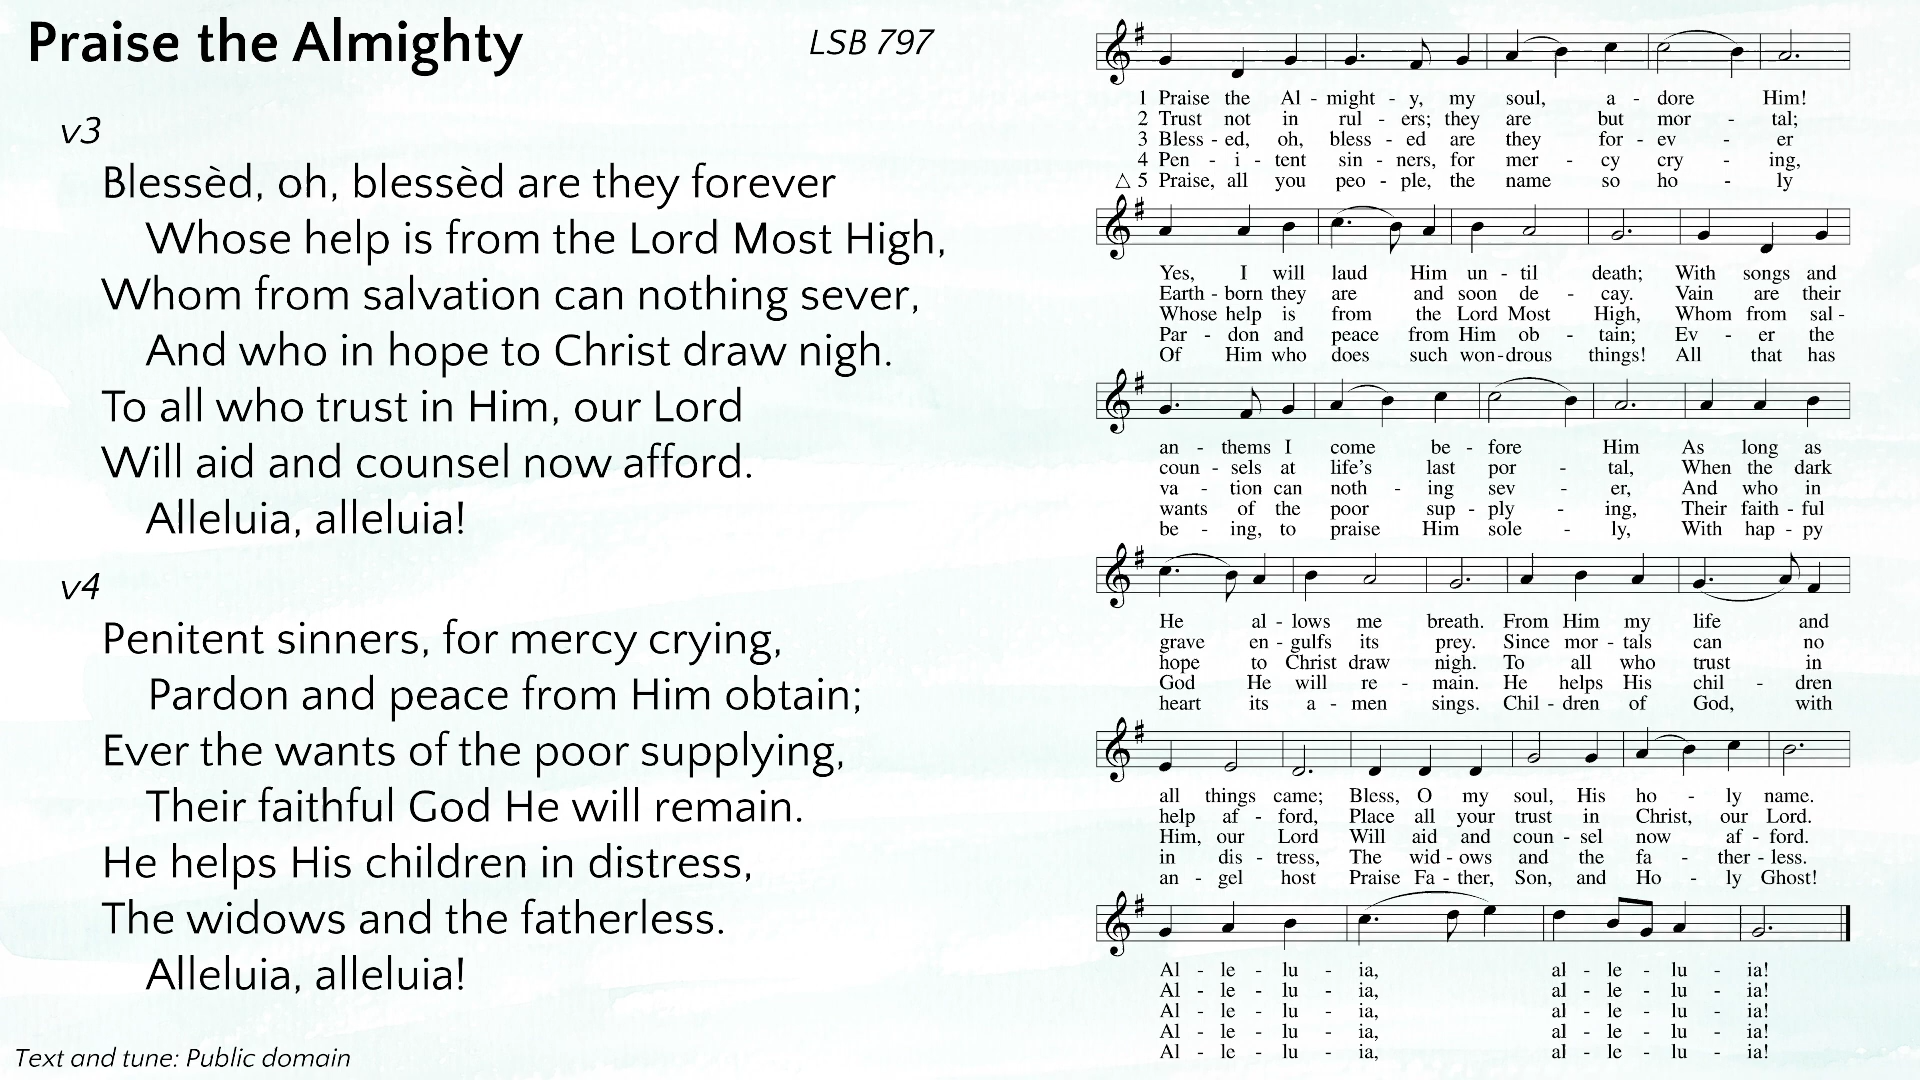 Praise the Almighty
LSB 797
v3
Blessèd, oh, blessèd are they forever
Whose help is from the Lord Most High,
Whom from salvation can nothing sever,
And who in hope to Christ draw nigh.
To all who trust in Him, our Lord
Will aid and counsel now afford.
Alleluia, alleluia!
v4
Penitent sinners, for mercy crying,
Pardon and peace from Him obtain;
Ever the wants of the poor supplying,
Their faithful God He will remain.
He helps His children in distress,
The widows and the fatherless.
Alleluia, alleluia!
Text and tune: Public domain
1 Praise the Al - might - y, my soul, a - dore Him!
2 Trust not in rul - ers; they are but mor - tal;
3 Bless - ed, oh, bless - ed are they for - ev - er
4 Pen - i - tent sin - ners, for mer - cy cry - ing,
△ 5 Praise, all you peo - ple, the name so ho - ly
Yes, I will laud Him un - til death; With songs and
Earth - born they are and soon de - cay. Vain are their
Whose help is from the Lord Most High, Whom from sal -
Par - don and peace from Him ob - tain; Ev - er the
Of Him who does such won - drous things! All that has
an - thems I come be - fore Him As long as
coun - sels at life's last por - tal, When the dark
va - tion can noth - ing sev - er, And who in
wants of the poor sup - ply - ing, Their faith - ful
be - ing, to praise Him sole - ly, With hap - py
He al - lows me breath. From Him my life and
grave en - gulfs its prey. Since mor - tals can no
hope to Christ draw nigh. To all who trust in
God He will re - main. He helps His chil - dren
heart its a - men sings. Chil - dren of God, with
all things came; Bless, O my soul, His ho - ly name.
help af - ford, Place all your trust in Christ, our Lord.
Him, our Lord Will aid and coun - sel now af - ford.
in dis - tress, The wid - ows and the fa - ther - less.
an - gel host Praise Fa - ther, Son, and Ho - ly Ghost!
Al - le - lu - ia, al - le - lu - ia!
Al - le - lu - ia, al - le - lu - ia!
Al - le - lu - ia, al - le - lu - ia!
Al - le - lu - ia, al - le - lu - ia!
Al - le - lu - ia, al - le - lu - ia!